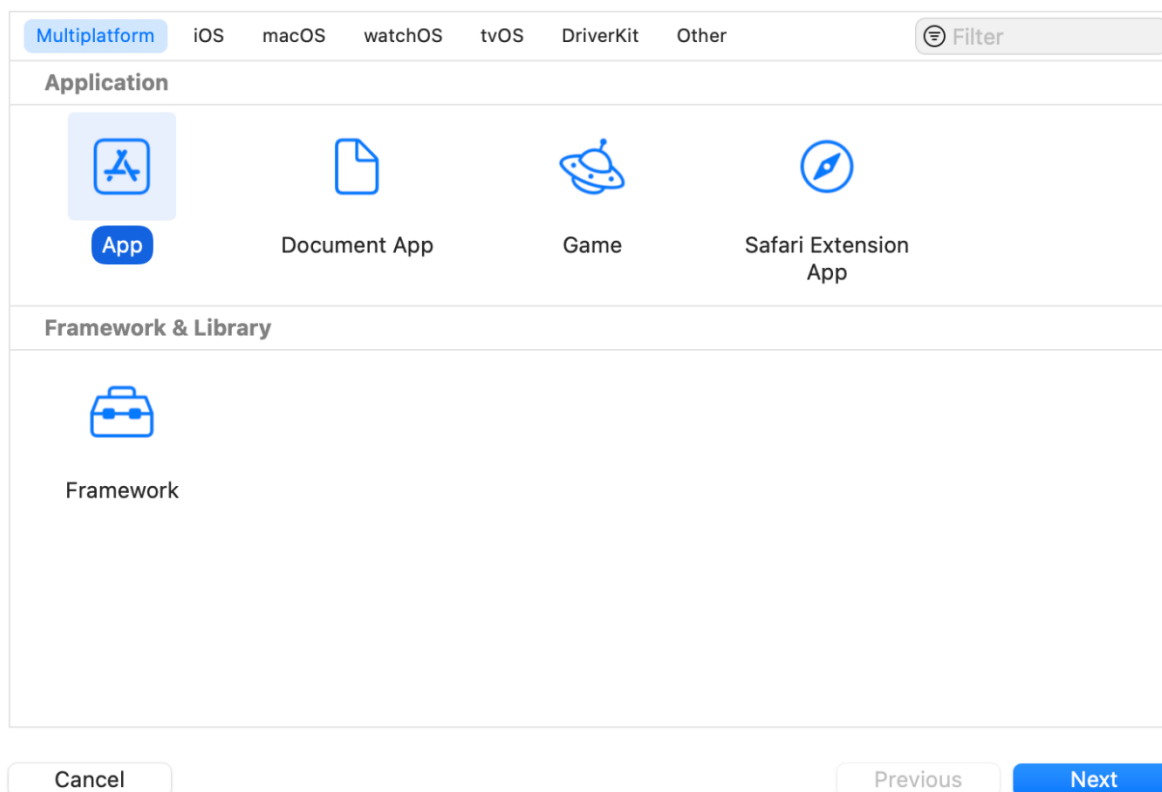 Multiplatform iOS macOS watchOS tvOS DriverKit Other Filter
Application
App Document App Game Safari Extension
App
Framework & Library
Framework
Cancel Previous Next